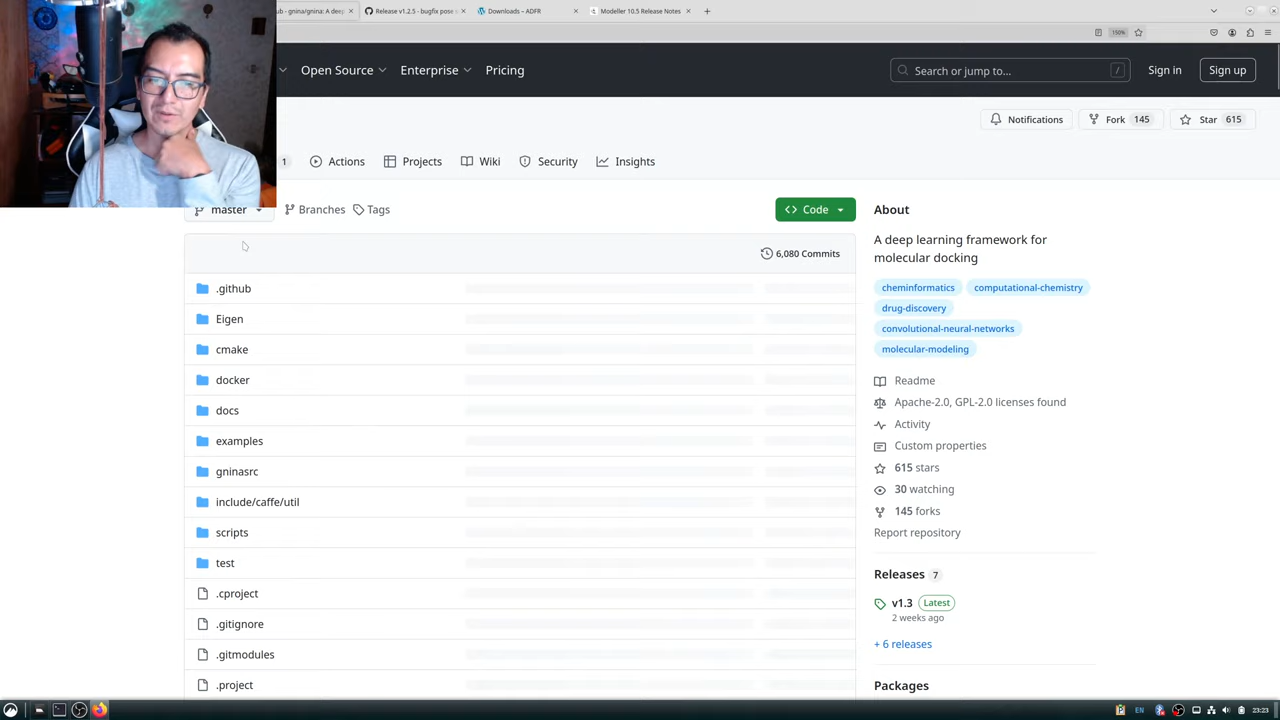 hub - gnina/gnina: A deep
Release v1.2.5 - bugfix pose
Downloads – ADFR
Modeller 10.5 Release Notes
150%
Open Source
Enterprise
Pricing
Search or jump to...
/
Sign in
Sign up
Notifications
Fork 145
Star 615
1
Actions
Projects
Wiki
Security
Insights
master
Branches
Tags
Code
6,080 Commits
.github
Eigen
cmake
docker
docs
examples
gninasrc
include/caffe/util
scripts
test
.cproject
.gitignore
.gitmodules
.project
About
A deep learning framework for
molecular docking
cheminformatics
computational-chemistry
drug-discovery
convolutional-neural-networks
molecular-modeling
Readme
Apache-2.0, GPL-2.0 licenses found
Activity
Custom properties
615 stars
30 watching
145 forks
Report repository
Releases 7
v1.3
Latest
2 weeks ago
+ 6 releases
Packages
EN
23:23